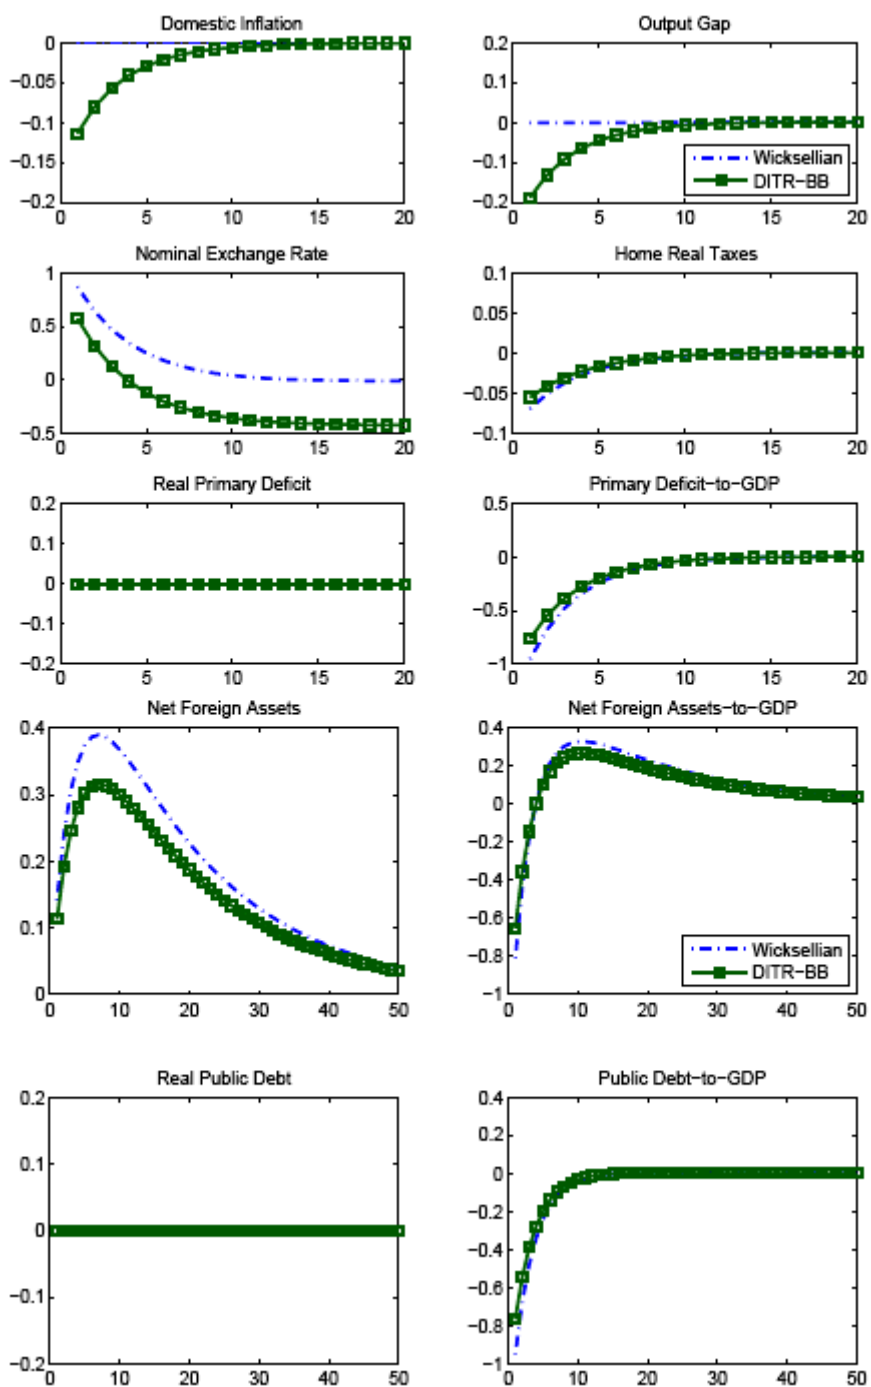 Domestic Inflation
0
−0.05
−0.1
−0.15
−0.2
0 5 10 15 20
Output Gap
0.2
0.1
0
−0.1
−0.2
0 5 10 15 20
Wicksellian
DITR−BB
Nominal Exchange Rate
1
0.5
0
−0.5
0 5 10 15 20
Home Real Taxes
0.1
0.05
0
−0.05
−0.1
0 5 10 15 20
Real Primary Deficit
0.2
0.1
0
−0.1
−0.2
0 5 10 15 20
Primary Deficit−to−GDP
0.5
0
−0.5
−1
0 5 10 15 20
Net Foreign Assets
0.4
0.3
0.2
0.1
0
0 10 20 30 40 50
Net Foreign Assets−to−GDP
0.4
0.2
0
−0.2
−0.4
−0.6
−0.8
−1
0 10 20 30 40 50
Wicksellian
DITR−BB
Real Public Debt
0.2
0.1
0
−0.1
−0.2
0 10 20 30 40 50
Public Debt−to−GDP
0.4
0.2
0
−0.2
−0.4
−0.6
−0.8
−1
0 10 20 30 40 50